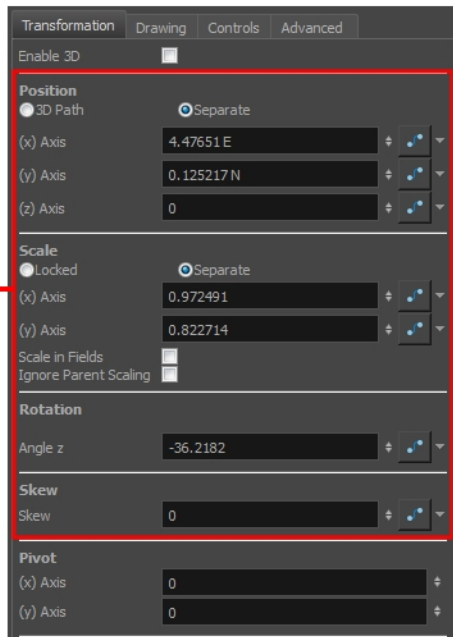 Transformation Drawing Controls Advanced
Enable 3D
Position
3D Path Separate
(x) Axis 4.47651 E
(y) Axis 0.125217 N
(z) Axis 0
Scale
Locked Separate
(x) Axis 0.972491
(y) Axis 0.822714
Scale in Fields
Ignore Parent Scaling
Rotation
Angle z -36.2182
Skew
Skew 0
Pivot
(x) Axis 0
(y) Axis 0